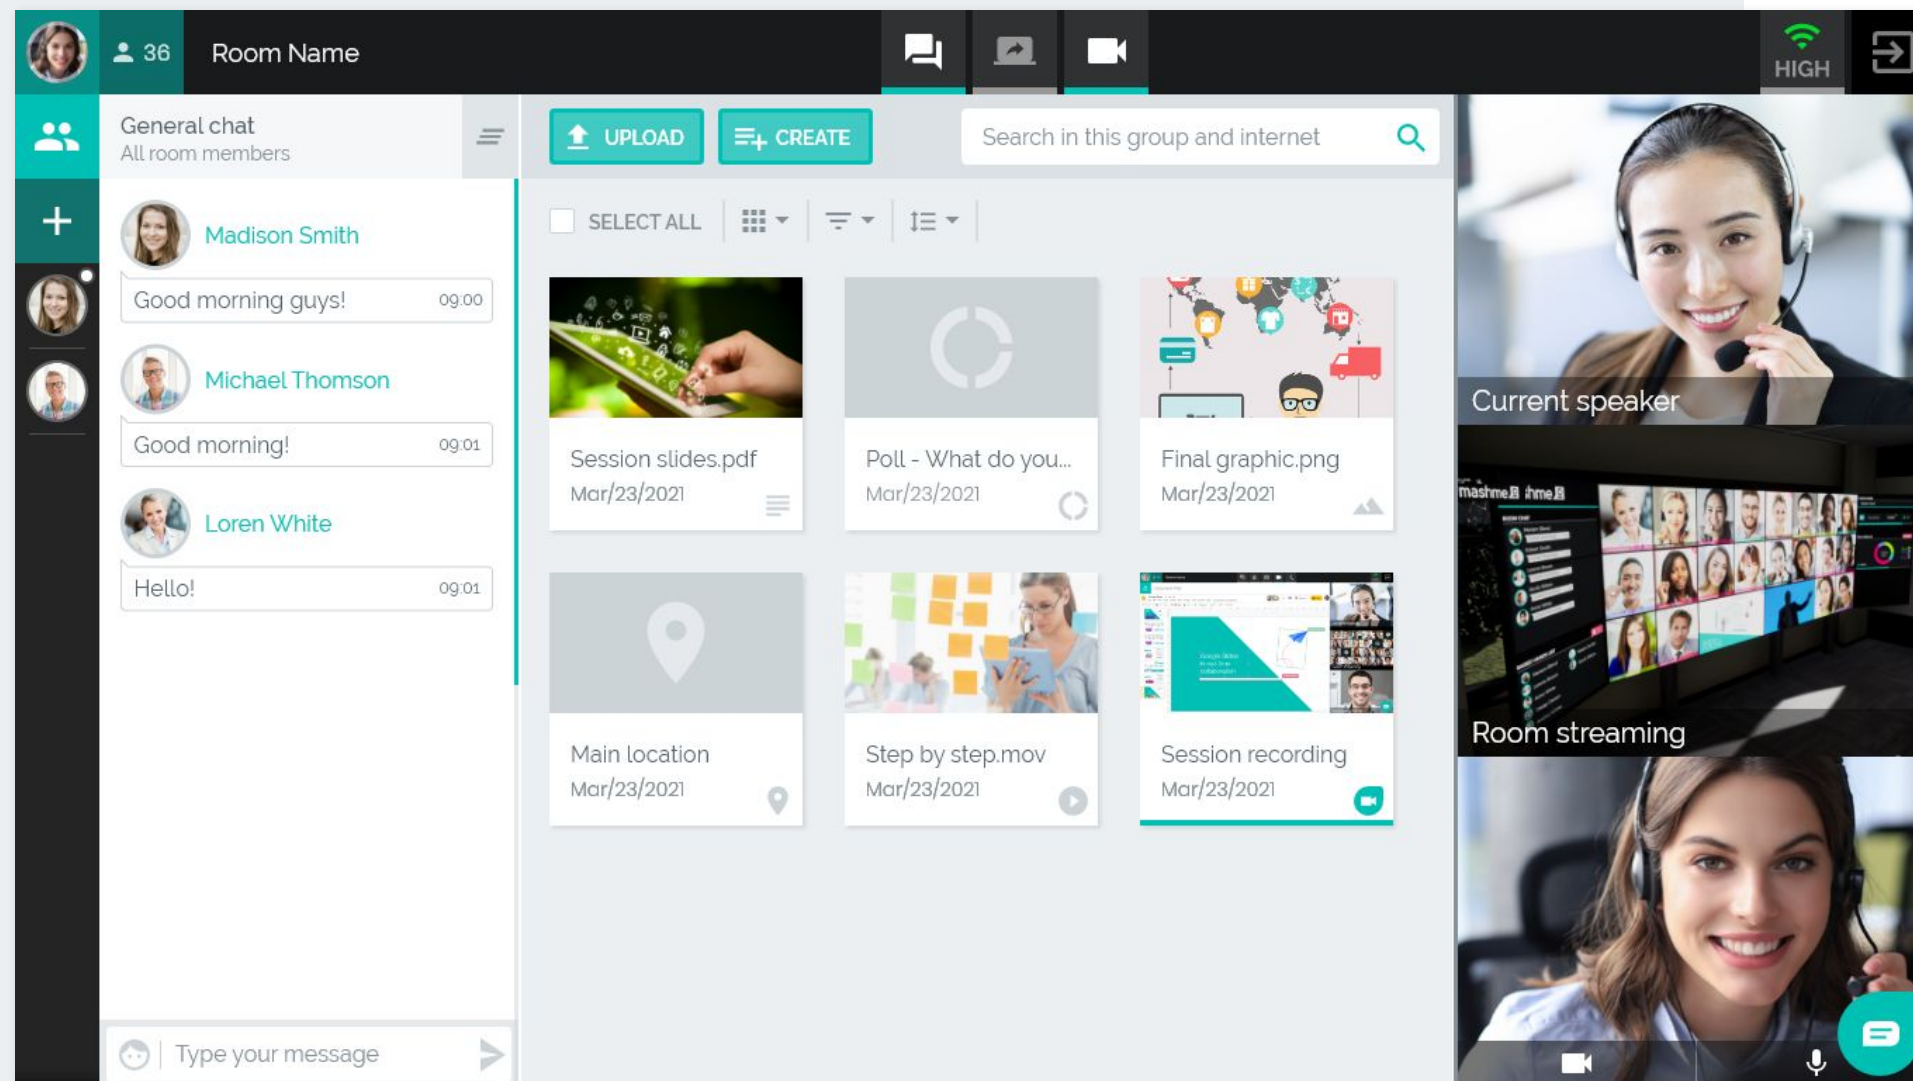 36
Room Name
HIGH
General chat
All room members
Madison Smith
Good morning guys!
09:00
Michael Thomson
Good morning!
09:01
Loren White
Hello!
09:01
Type your message
UPLOAD
CREATE
Search in this group and internet
SELECT ALL
Session slides.pdf
Mar/23/2021
Poll - What do you...
Mar/23/2021
Final graphic.png
Mar/23/2021
Main location
Mar/23/2021
Step by step.mov
Mar/23/2021
Session recording
Mar/23/2021
Current speaker
mashme
Room streaming